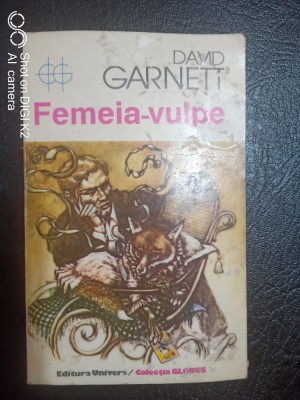 DAVID
GARNETT
Femeia-vulpe
Editura Univers / Colecția GLOBUS
Shot on DIGI K2
AI camera